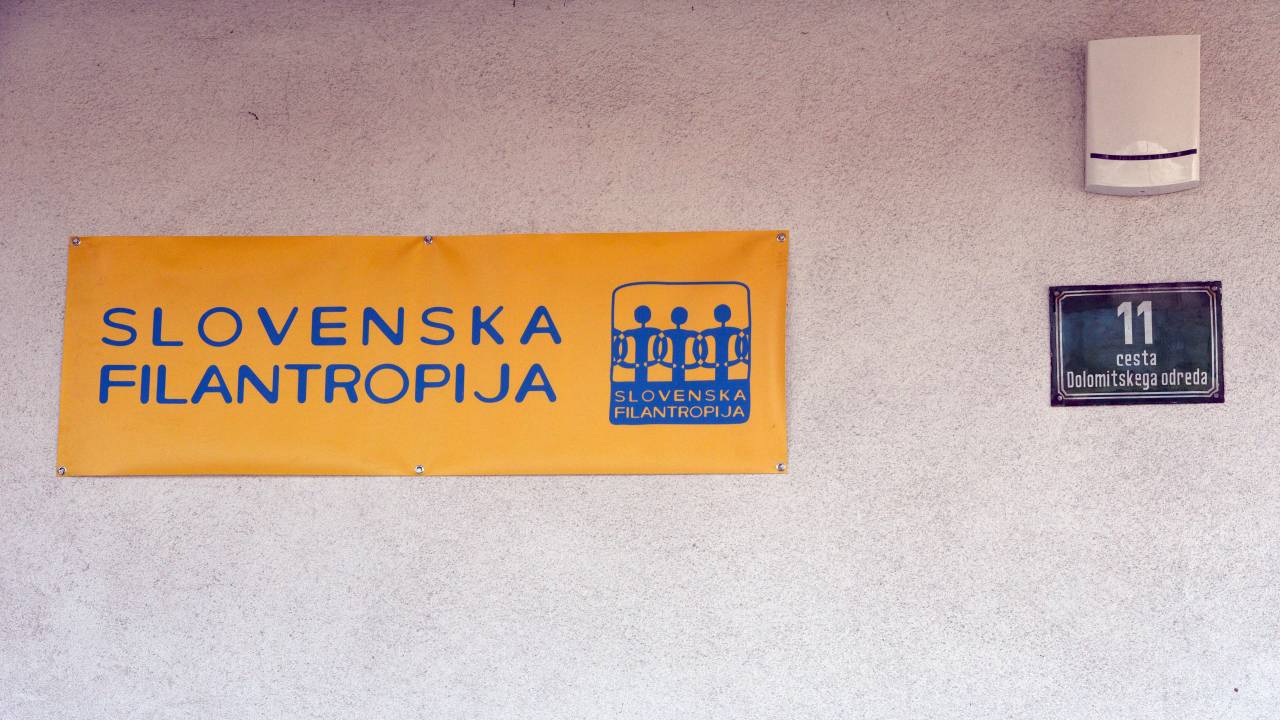 SLOVENSKA
FILANTROPIJA
SLOVENSKA
FILANTROPIJA
11
cesta
Dolomitskega odreda